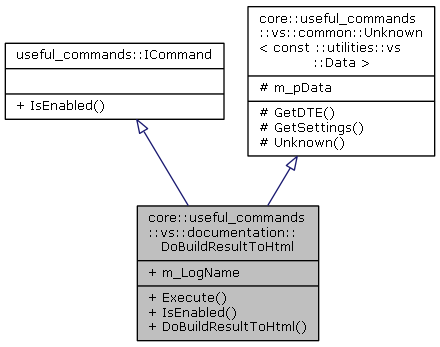 useful_commands::ICommand
+ IsEnabled()
core::useful_commands
::vs::common::Unknown
< const ::utilities::vs
::Data >
# m_pData
# GetDTE()
# GetSettings()
# Unknown()
core::useful_commands
::vs::documentation::
DoBuildResultToHtml
+ m_LogName
+ Execute()
+ IsEnabled()
+ DoBuildResultToHtml()